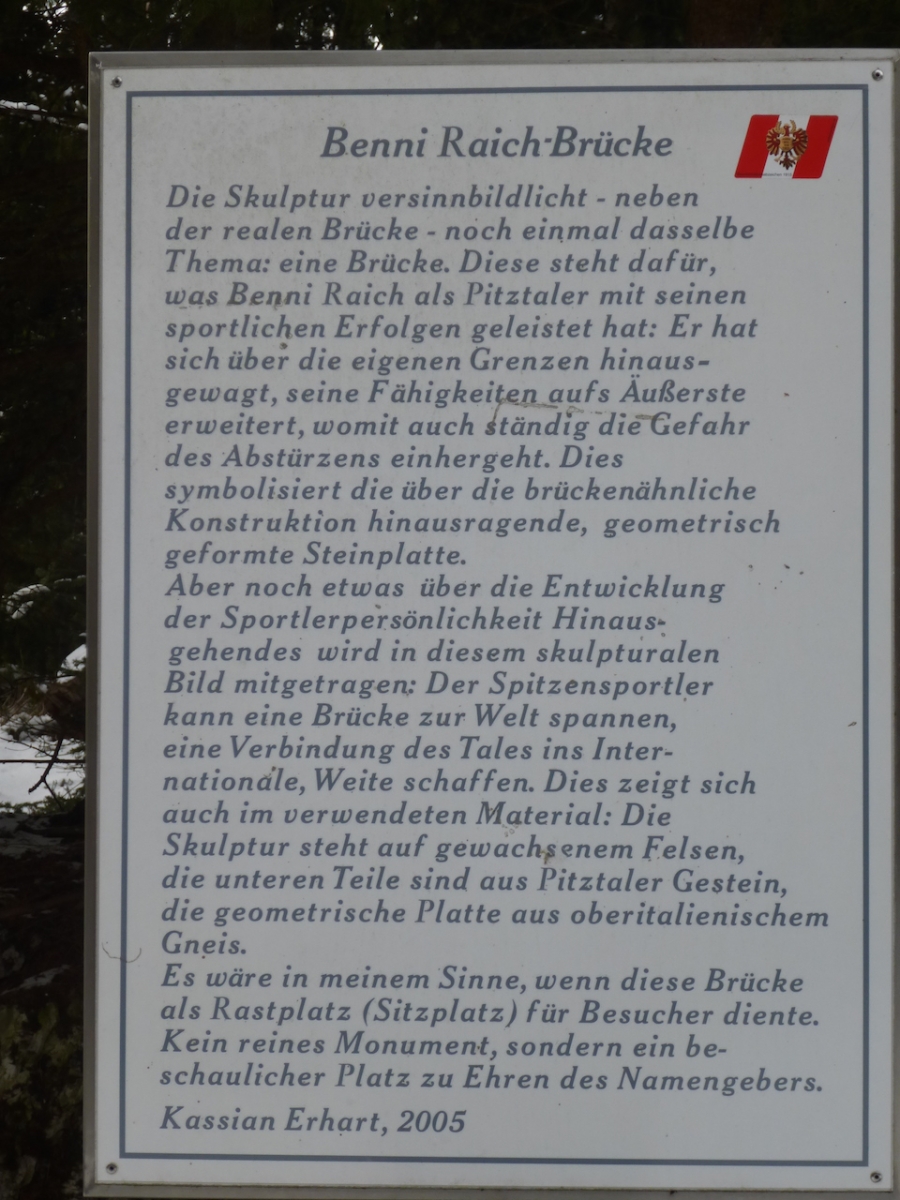 Benni Raich-Brücke
Die Skulptur versinnbildlicht - neben
der realen Brücke - noch einmal dasselbe
Thema: eine Brücke. Diese steht dafür,
was Benni Raich als Pitztaler mit seinen
sportlichen Erfolgen geleistet hat: Er hat
sich über die eigenen Grenzen hinaus-
gewagt, seine Fähigkeiten aufs Äußerste
erweitert, womit auch ständig die Gefahr
des Abstürzens einhergeht. Dies
symbolisiert die über die brückenähnliche
Konstruktion hinausragende, geometrisch
geformte Steinplatte.
Aber noch etwas über die Entwicklung
der Sportlerpersönlichkeit Hinaus-
gehendes wird in diesem skulpturalen
Bild mitgetragen: Der Spitzensportler
kann eine Brücke zur Welt spannen,
eine Verbindung des Tales ins Inter-
nationale, Weite schaffen. Dies zeigt sich
auch im verwendeten Material: Die
Skulptur steht auf gewachsenem Felsen,
die unteren Teile sind aus Pitztaler Gestein,
die geometrische Platte aus oberitalienischem
Gneis.
Es wäre in meinem Sinne, wenn diese Brücke
als Rastplatz (Sitzplatz) für Besucher diente.
Kein reines Monument, sondern ein be-
schaulicher Platz zu Ehren des Namengebers.
Kassian Erhart, 2005